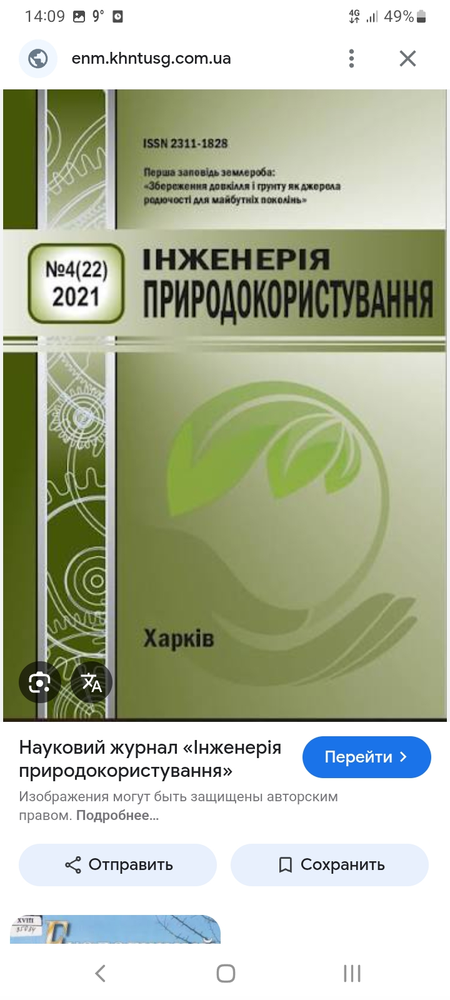 14:09 9° 4G 49%
enm.khntusg.com.ua
ISSN 2311-1828
Перша заповідь землероба:
«Збереження довкілля і ґрунту як джерела
родючості для майбутніх поколінь»
№4(22)
2021
ІНЖЕНЕРІЯ
ПРИРОДОКОРИСТУВАННЯ
Харків
Науковий журнал «Інженерія
природокористування»
Перейти
Изображения могут быть защищены авторским
правом. Подробнее...
Отправить
Сохранить
XVIII